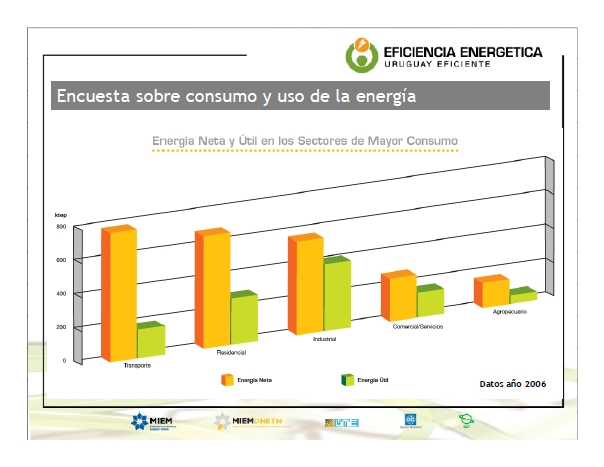 EFICIENCIA ENERGETICA
URUGUAY EFICIENTE
Encuesta sobre consumo y uso de la energía
Energía Neta y Útil en los Sectores de Mayor Consumo
ktep
800
600
400
200
0
Transporte
Residencial
Industrial
Comercial/Servicios
Agropecuario
Energía Neta
Energía Útil
Datos año 2006
MIEM
MIEMDNETN
UTE